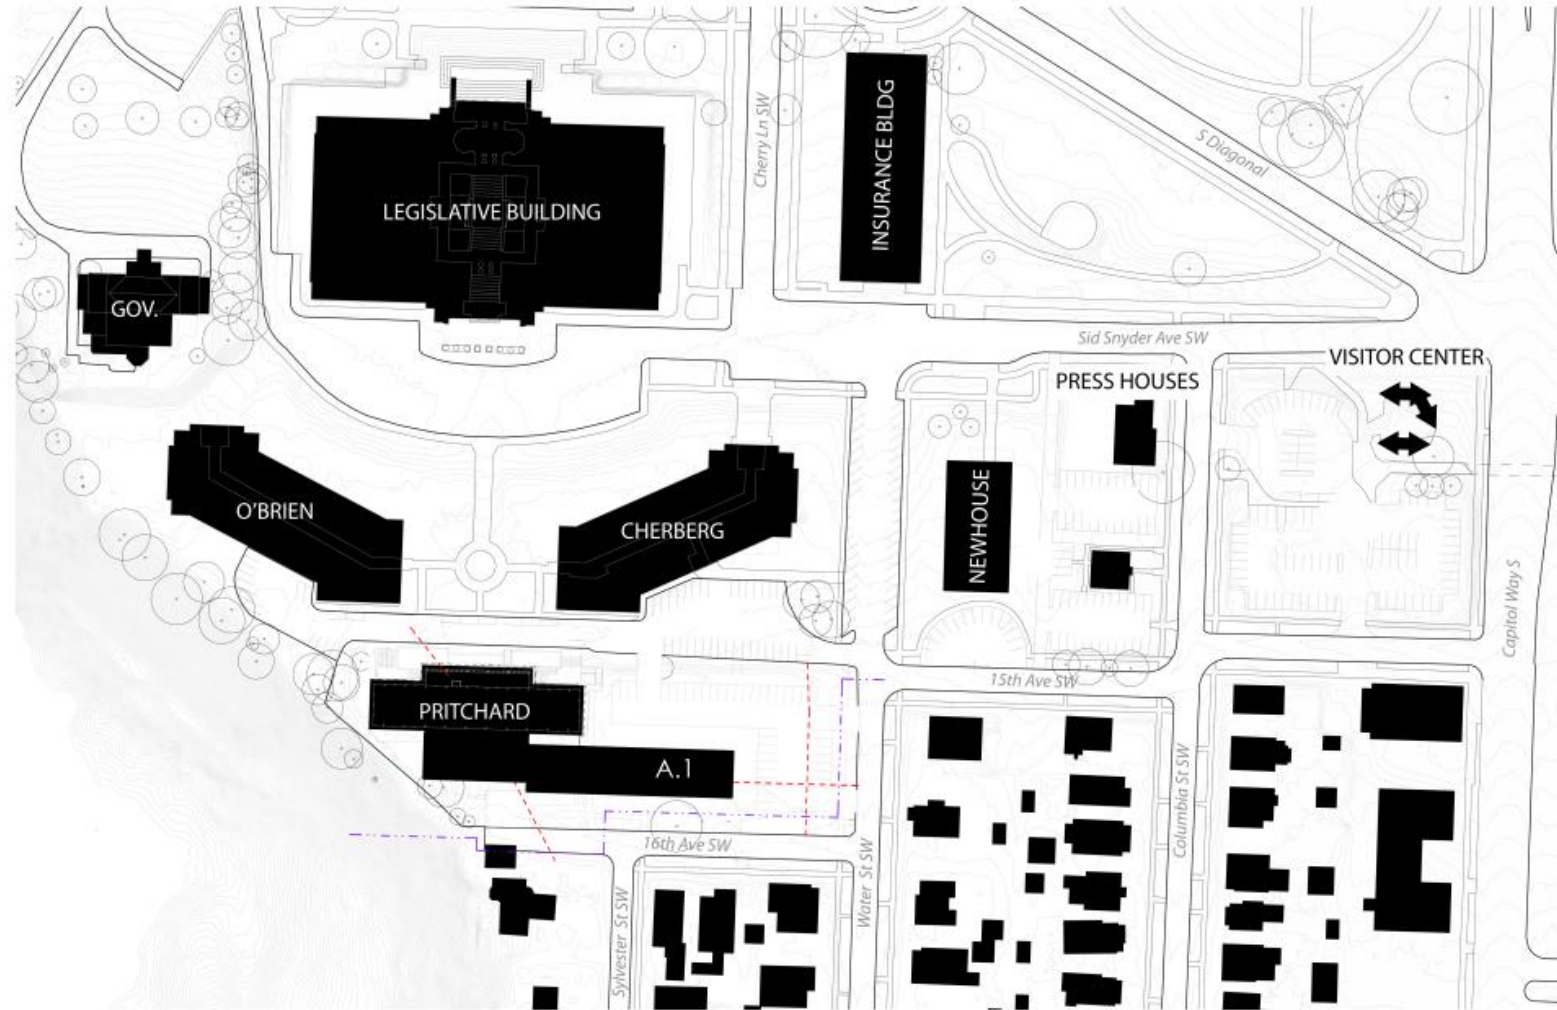 Cherry Ln SW
INSURANCE BLDG
S Diagonal
LEGISLATIVE BUILDING
GOV.
Sid Snyder Ave SW
VISITOR CENTER
PRESS HOUSES
O'BRIEN
CHERBERG
NEWHOUSE
Capitol Way S
15th Ave SW
PRITCHARD
A.1
16th Ave SW
Columbia St SW
Water St SW
Sylvester St SW